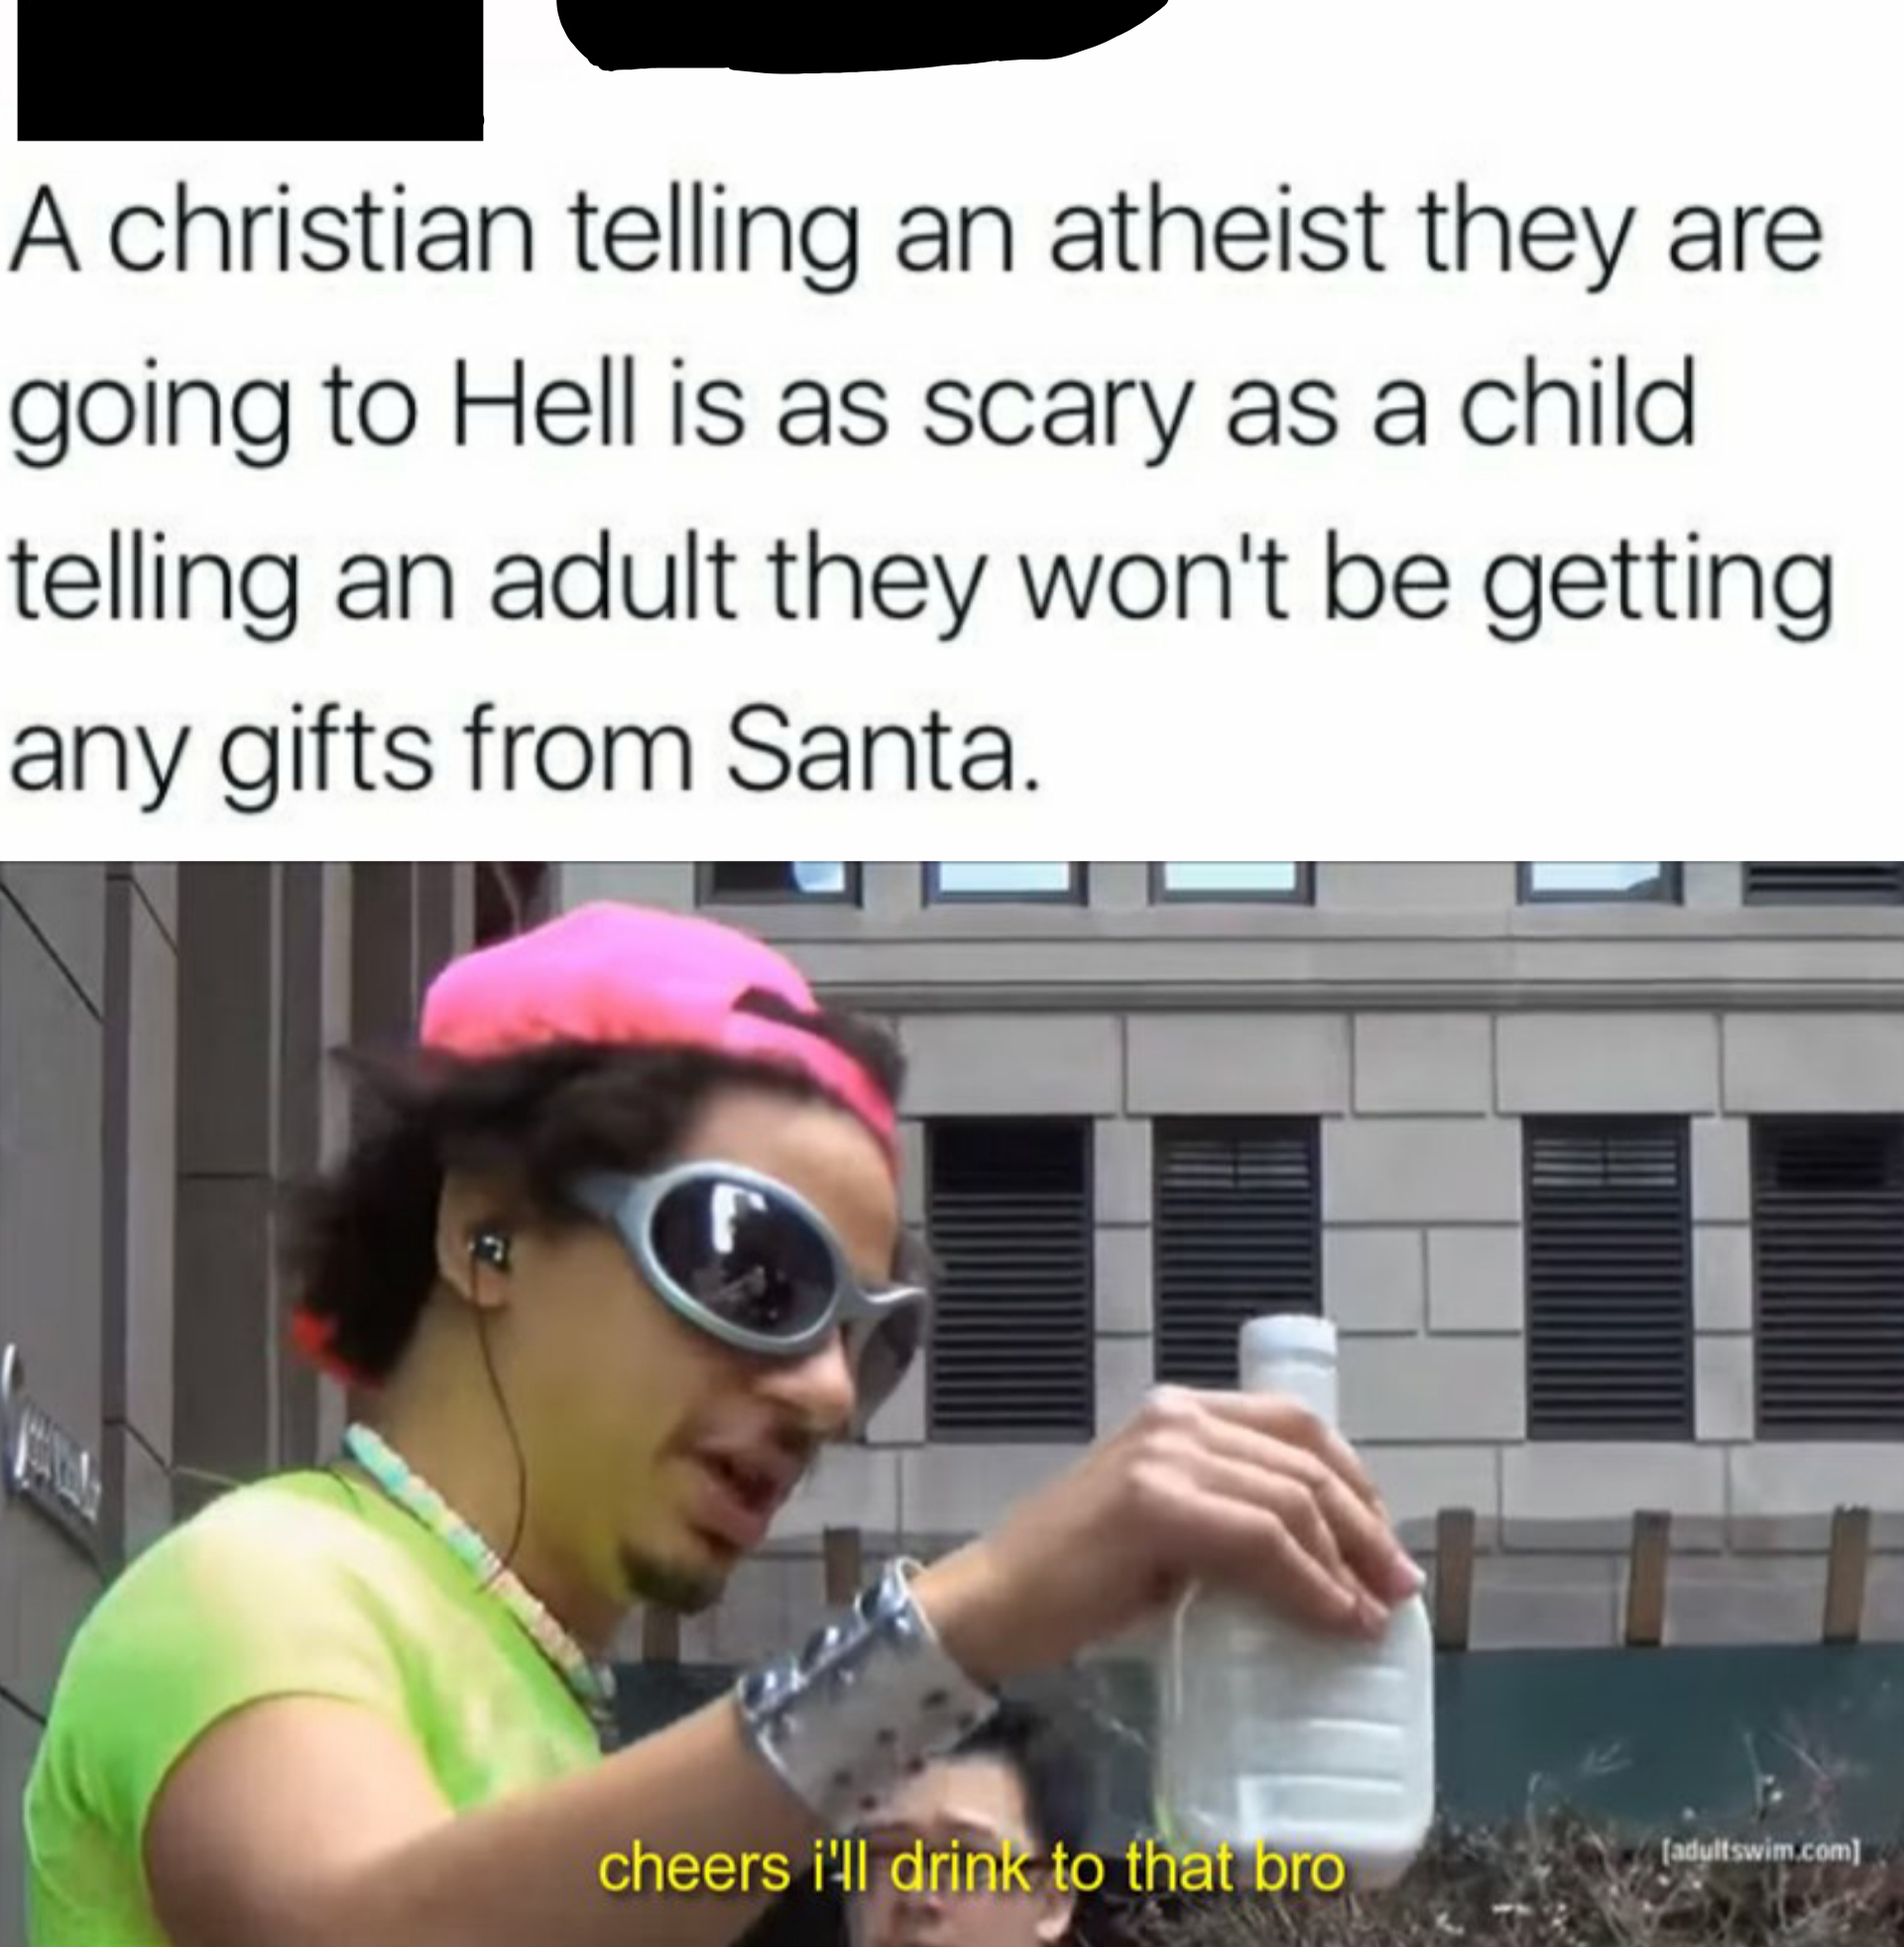 A christian telling an atheist they are
going to Hell is as scary as a child
telling an adult they won't be getting
any gifts from Santa.
cheers i'll drink to that bro
[adultswim.com]